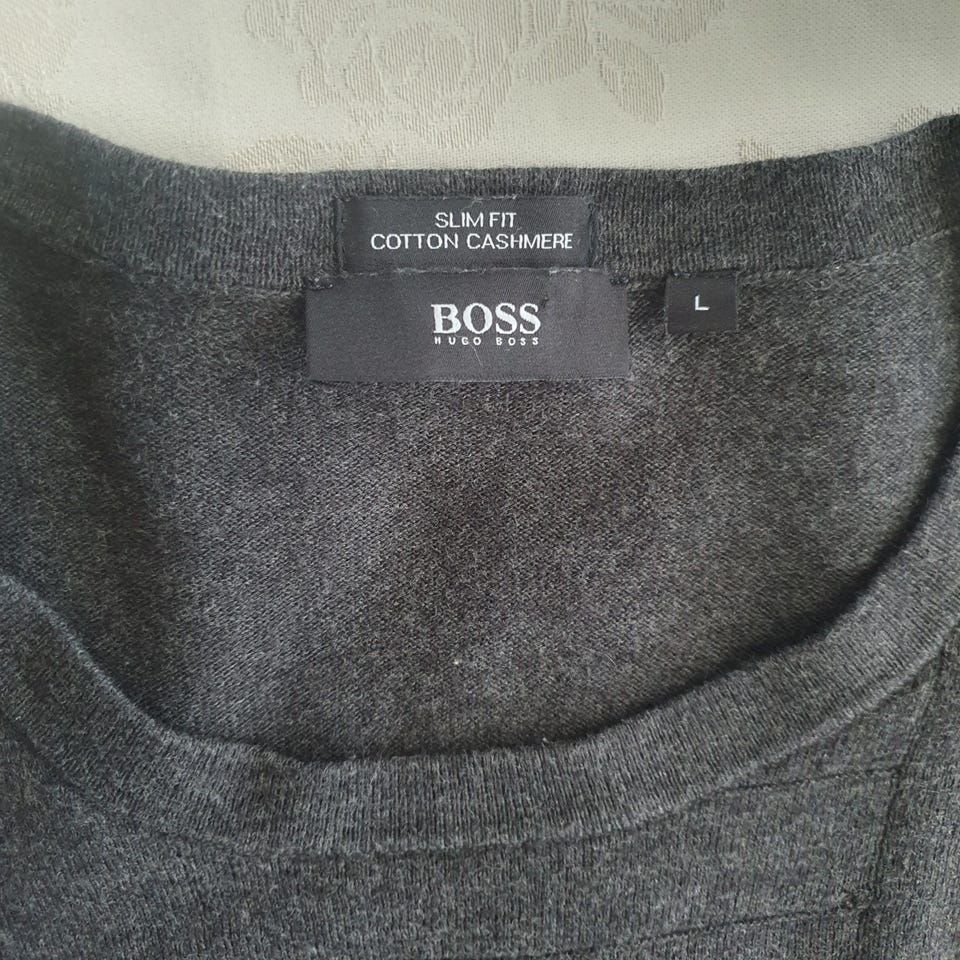 SLIM FIT
COTTON CASHMERE
BOSS
HUGO BOSS
L